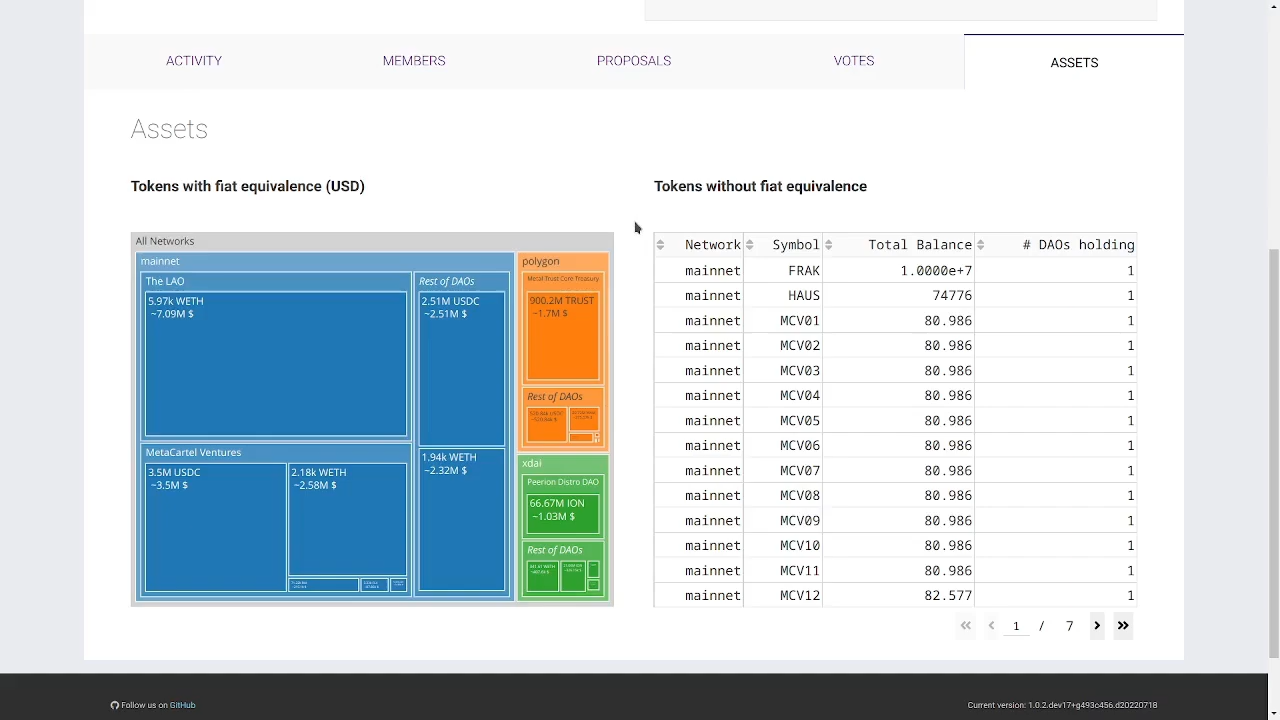 ACTIVITY
MEMBERS
PROPOSALS
VOTES
ASSETS
Assets
Tokens with fiat equivalence (USD)
Tokens without fiat equivalence
All Networks
mainnet
The LAO
5.97k WETH
~7.09M $
Rest of DAOs
2.51M USDC
~2.51M $
MetaCartel Ventures
3.5M USDC
~3.5M $
2.18k WETH
~2.58M $
1.94k WETH
~2.32M $
polygon
Metal Trust Core Treasury
900.2M TRUST
~1.7M $
Rest of DAOs
xdai
Peerion Distro DAO
66.67M ION
~1.03M $
Rest of DAOs
Network Symbol Total Balance # DAOs holding
mainnet FRAK 1.0000e+7 1
mainnet HAUS 74776 1
mainnet MCV01 80.986 1
mainnet MCV02 80.986 1
mainnet MCV03 80.986 1
mainnet MCV04 80.986 1
mainnet MCV05 80.986 1
mainnet MCV06 80.986 1
mainnet MCV07 80.986 1
mainnet MCV08 80.986 1
mainnet MCV09 80.986 1
mainnet MCV10 80.986 1
mainnet MCV11 80.986 1
mainnet MCV12 82.577 1
1 / 7
Follow us on GitHub
Current version: 1.0.2.dev17+g493c456.d20220718